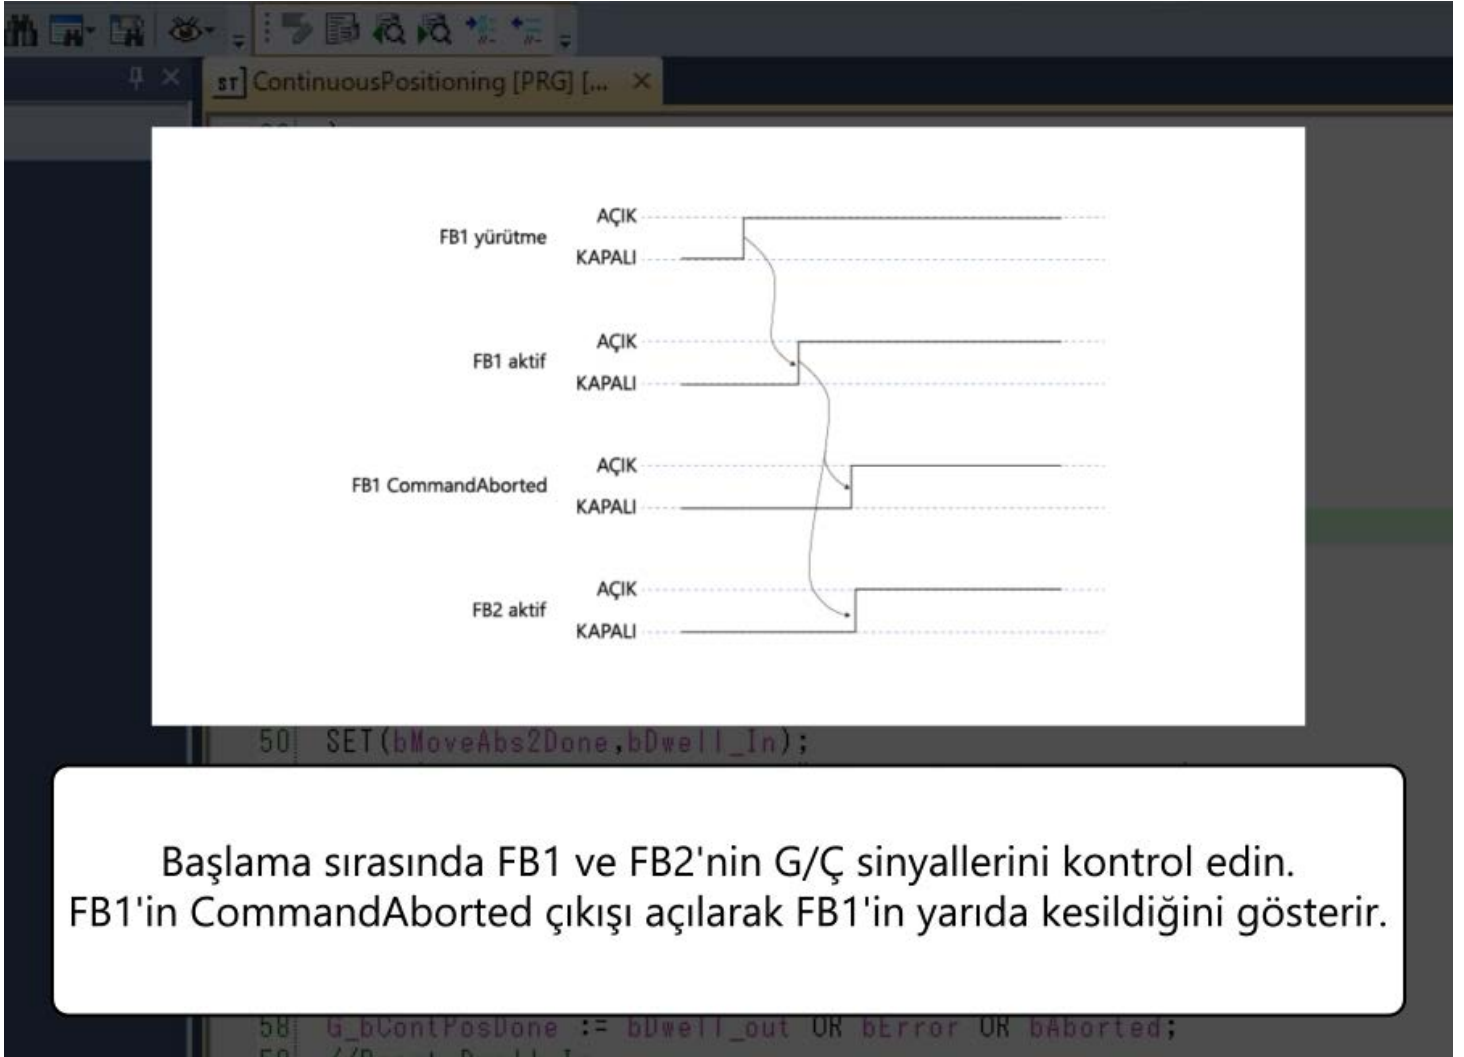 ST ContinuousPositioning [PRG] [...
FB1 yürütme
AÇIK
KAPALI
FB1 aktif
AÇIK
KAPALI
FB1 CommandAborted
AÇIK
KAPALI
FB2 aktif
AÇIK
KAPALI
50 SET(bMoveAbs2Done,bDwell_In);
Başlama sırasında FB1 ve FB2'nin G/Ç sinyallerini kontrol edin.
FB1'in CommandAborted çıkışı açılarak FB1'in yarıda kesildiğini gösterir.
58 G_bContPosDone := bDwell_out OR bError OR bAborted;